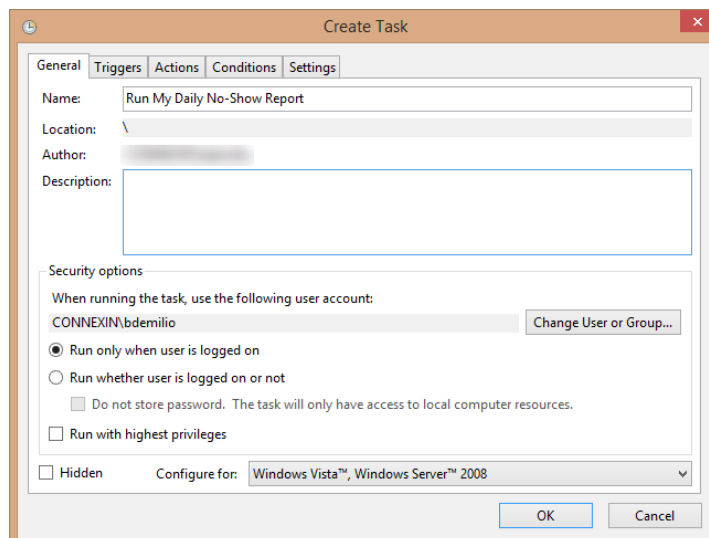 Create Task
General Triggers Actions Conditions Settings
Name: Run My Daily No-Show Report
Location: \
Author:
Description:
Security options
When running the task, use the following user account:
CONNEXIN\bdemilio Change User or Group...
Run only when user is logged on
Run whether user is logged on or not
Do not store password. The task will only have access to local computer resources.
Run with highest privileges
Hidden Configure for: Windows Vista™, Windows Server™ 2008
OK Cancel